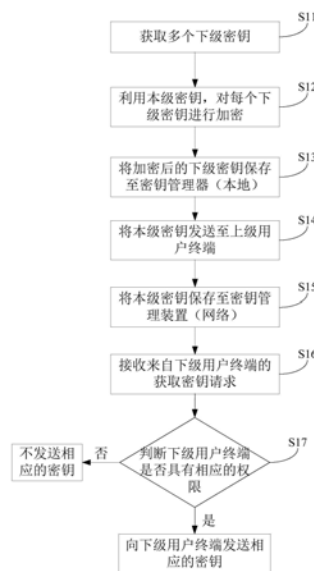 S11
获取多个下级密钥
S12
利用本级密钥，对每个下
级密钥进行加密
S13
将加密后的下级密钥保存
至密钥管理器（本地）
S14
将本级密钥发送至上级用
户终端
S15
将本级密钥保存至密钥管
理装置（网络）
S16
接收来自下级用户终端的
获取密钥请求
S17
判断下级用户终端
是否具有相应的权
限
否
不发送相
应的密钥
是
向下级用户终端发送相
应的密钥